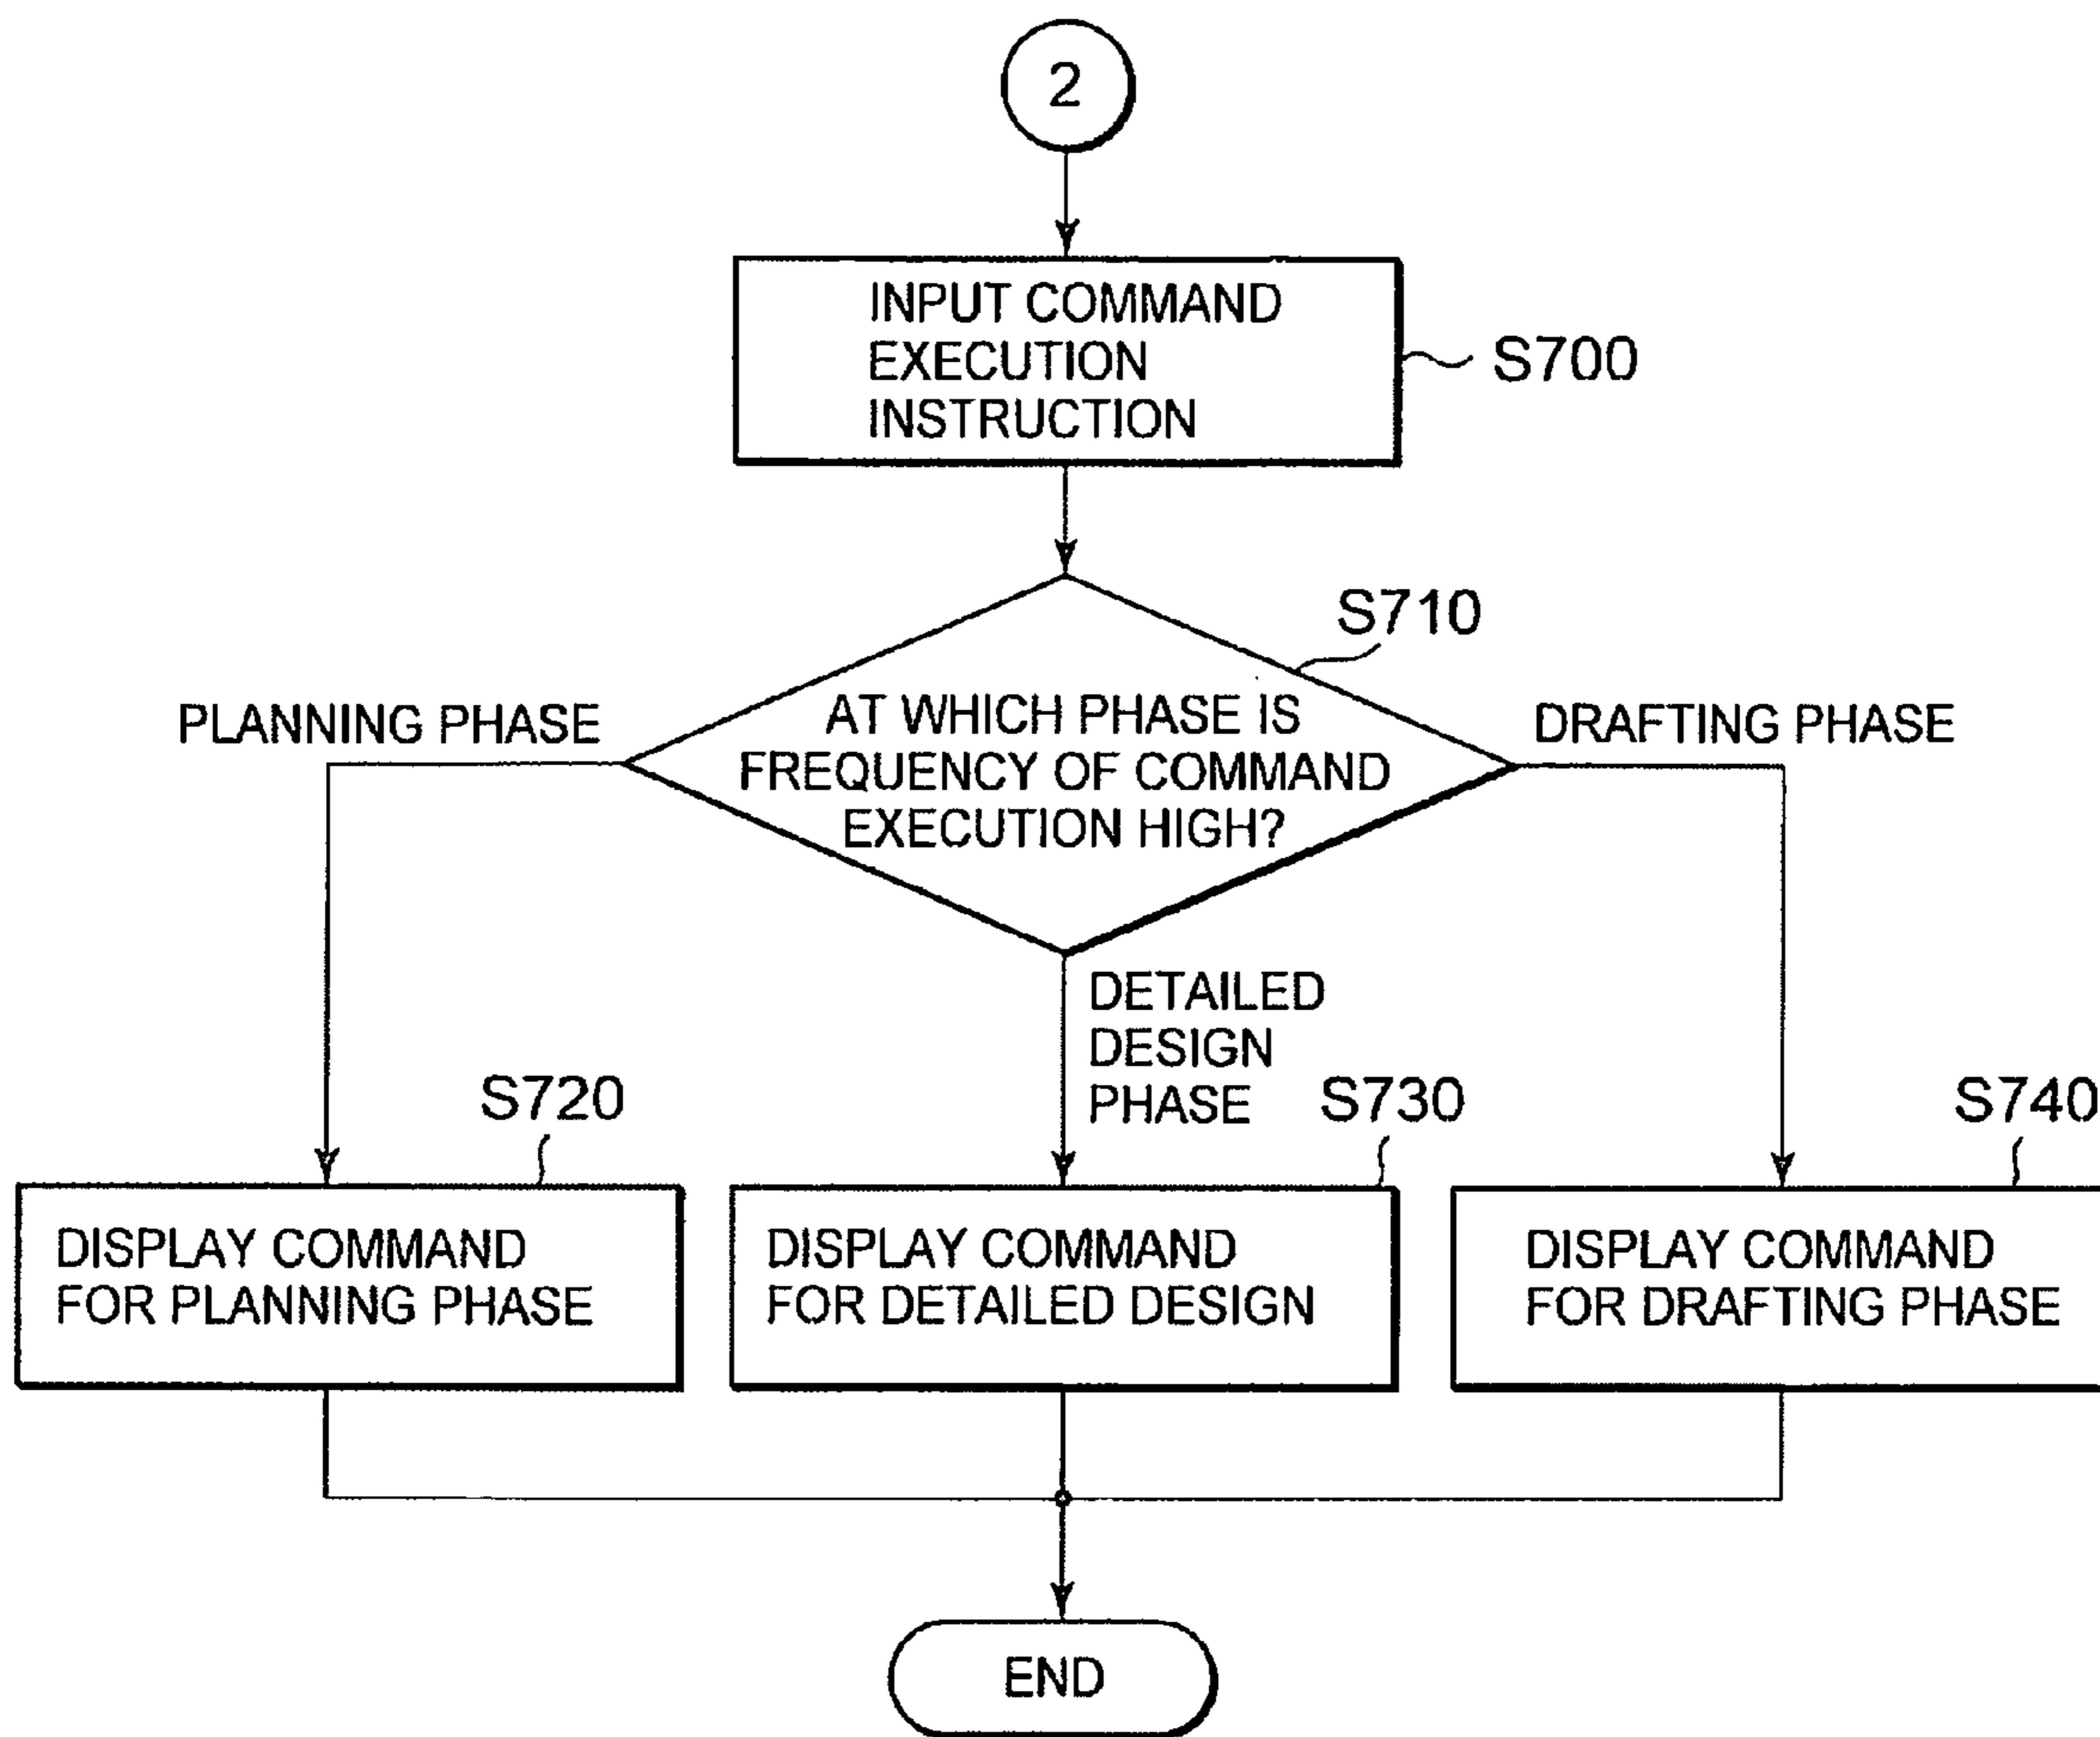 2
INPUT COMMAND
EXECUTION
INSTRUCTION
S700
S710
AT WHICH PHASE IS
FREQUENCY OF COMMAND
EXECUTION HIGH?
PLANNING PHASE
DRAFTING PHASE
DETAILED
DESIGN
PHASE
S720
DISPLAY COMMAND
FOR PLANNING PHASE
S730
DISPLAY COMMAND
FOR DETAILED DESIGN
S740
DISPLAY COMMAND
FOR DRAFTING PHASE
END